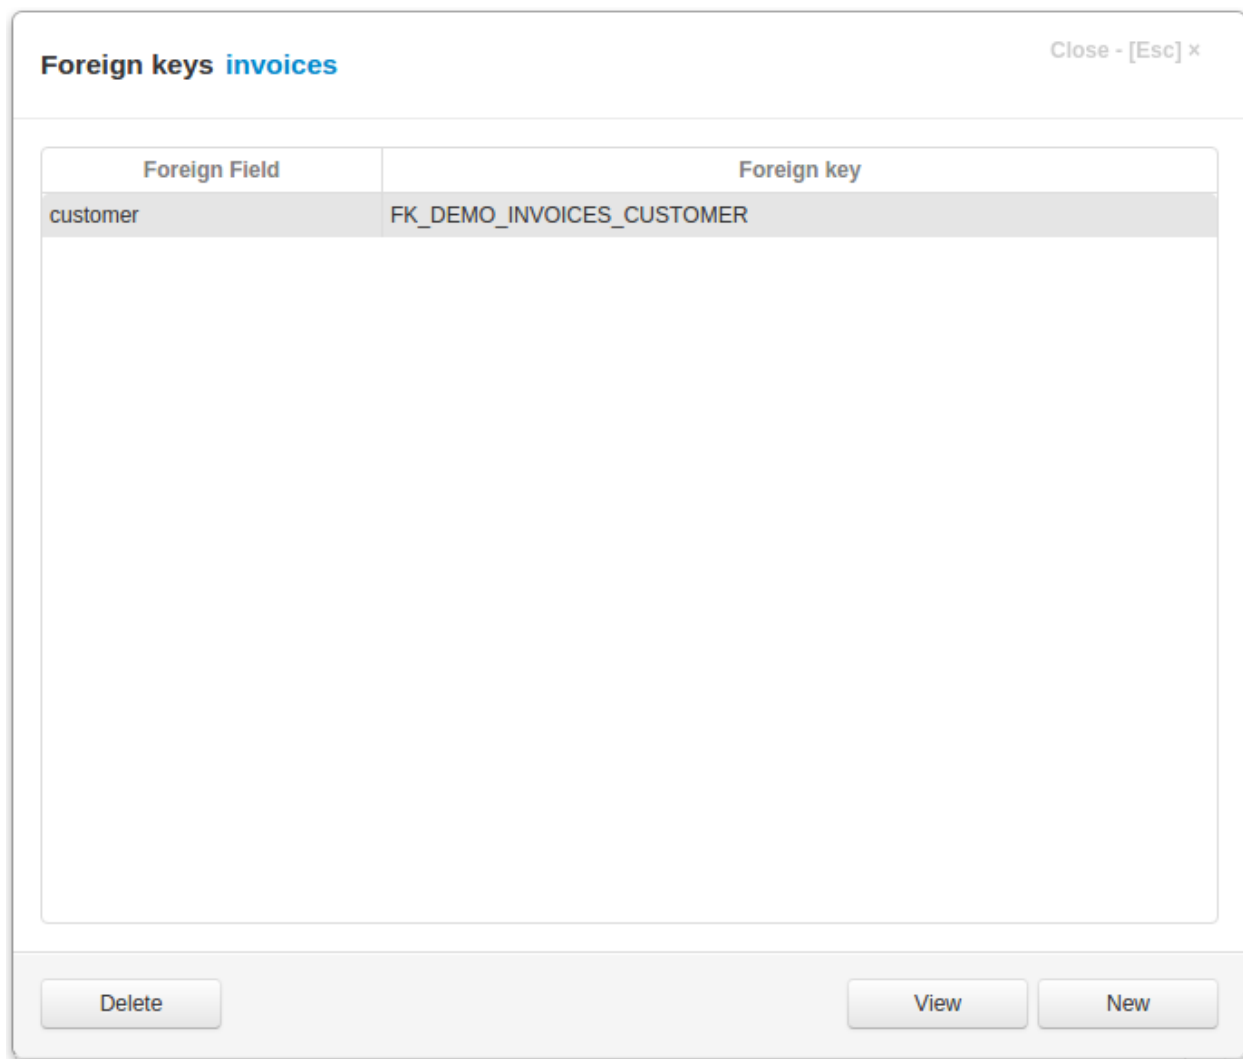 Foreign keys invoices
Close - [Esc] ×
Foreign Field Foreign key
customer FK_DEMO_INVOICES_CUSTOMER
Delete View New